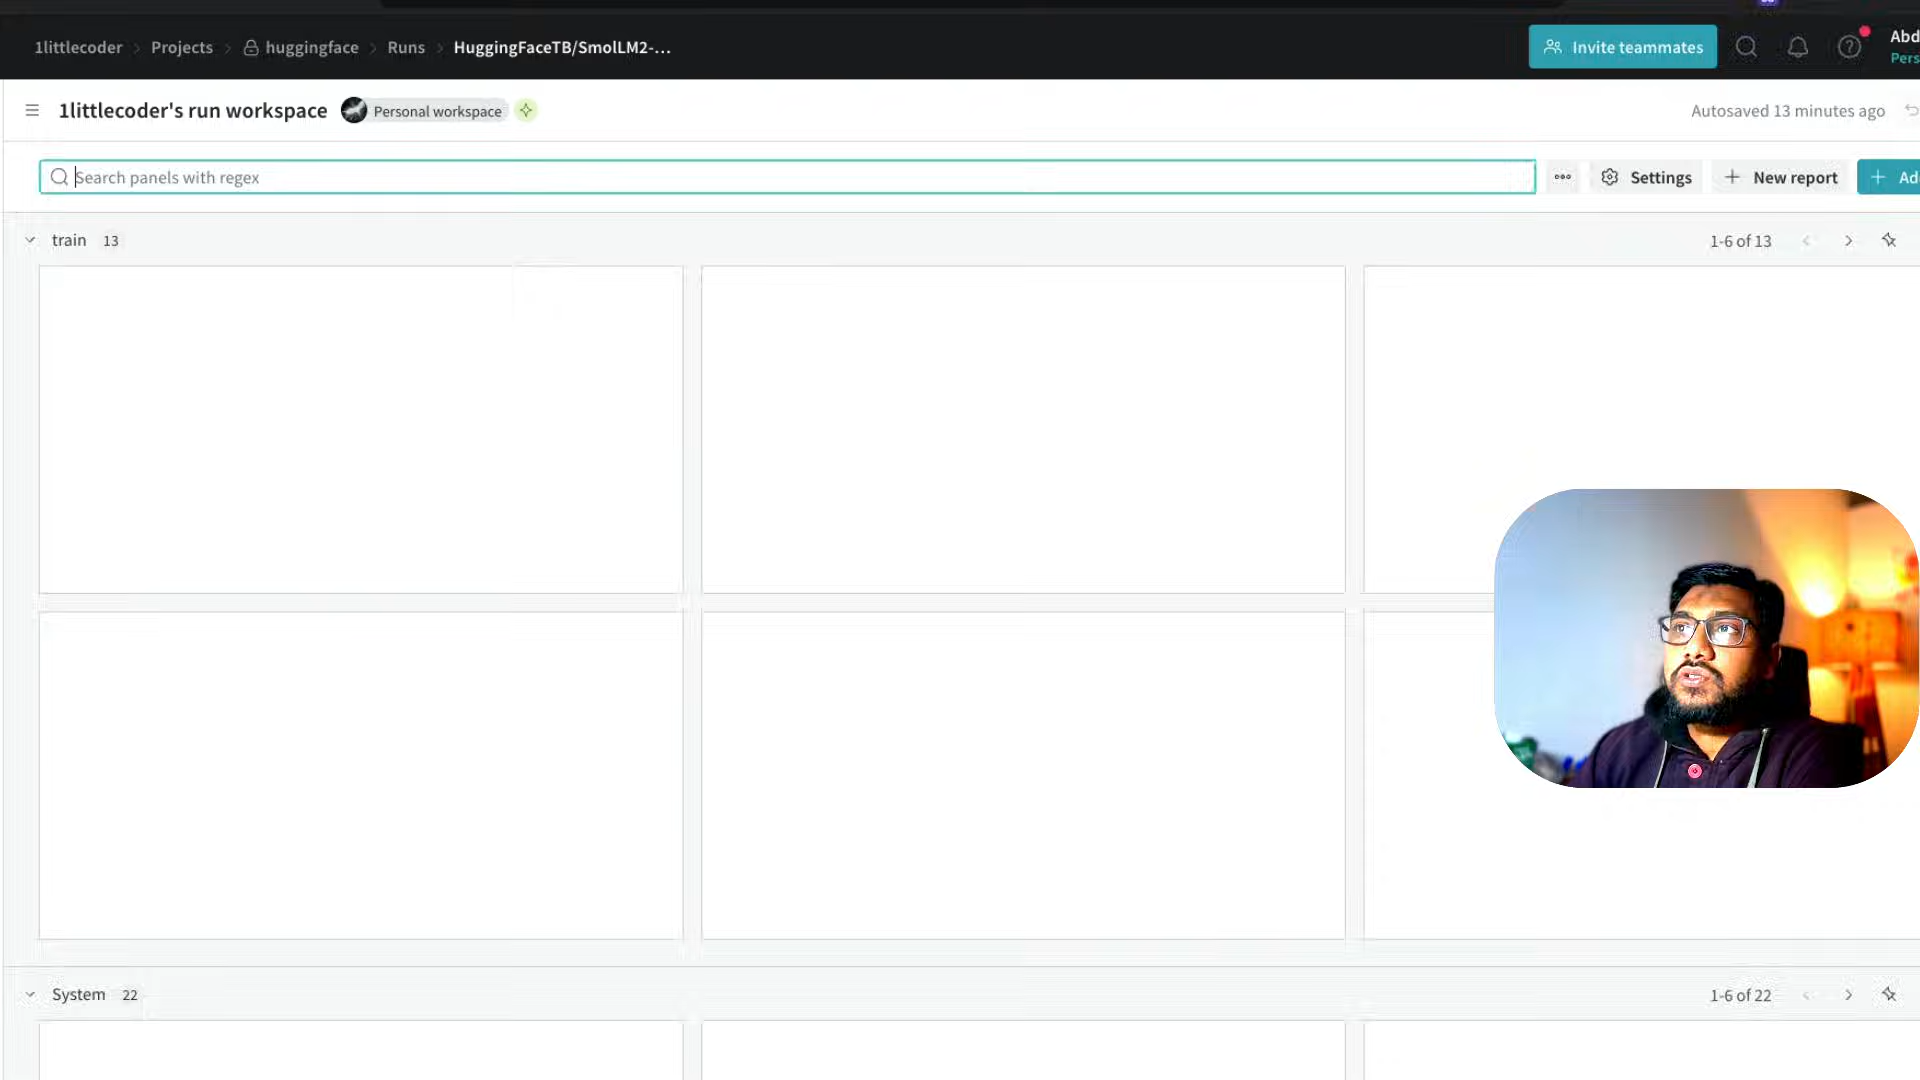 1littlecoder > Projects > huggingface > Runs > HuggingFaceTB/SmolLM2-...
Invite teammates
Abd
Pers
1littlecoder's run workspace
Personal workspace
Autosaved 13 minutes ago
Search panels with regex
Settings
New report
Ad
train 13
1-6 of 13
System 22
1-6 of 22